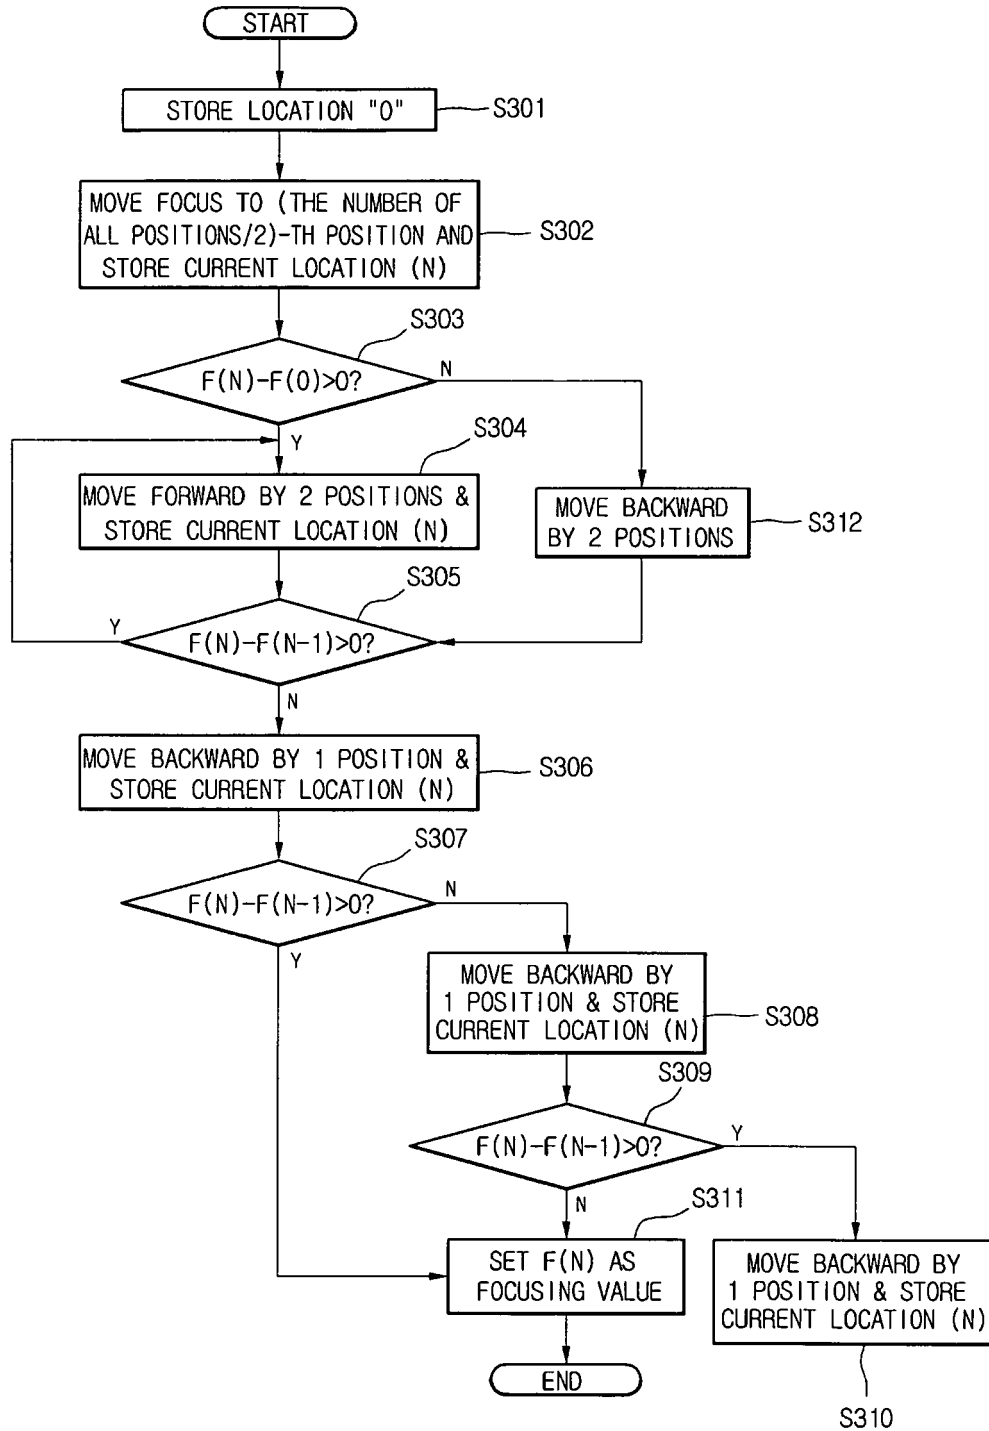 START
STORE LOCATION "0"
S301
MOVE FOCUS TO (THE NUMBER OF
ALL POSITIONS/2)-TH POSITION AND
STORE CURRENT LOCATION (N)
S302
S303
F(N)-F(0)>0?
N
Y
S304
MOVE FORWARD BY 2 POSITIONS &
STORE CURRENT LOCATION (N)
MOVE BACKWARD
BY 2 POSITIONS
S312
S305
Y
F(N)-F(N-1)>0?
N
MOVE BACKWARD BY 1 POSITION &
STORE CURRENT LOCATION (N)
S306
S307
F(N)-F(N-1)>0?
N
Y
MOVE BACKWARD BY
1 POSITION & STORE
CURRENT LOCATION (N)
S308
S309
F(N)-F(N-1)>0?
Y
N
S311
SET F(N) AS
FOCUSING VALUE
MOVE BACKWARD BY
1 POSITION & STORE
CURRENT LOCATION (N)
END
S310